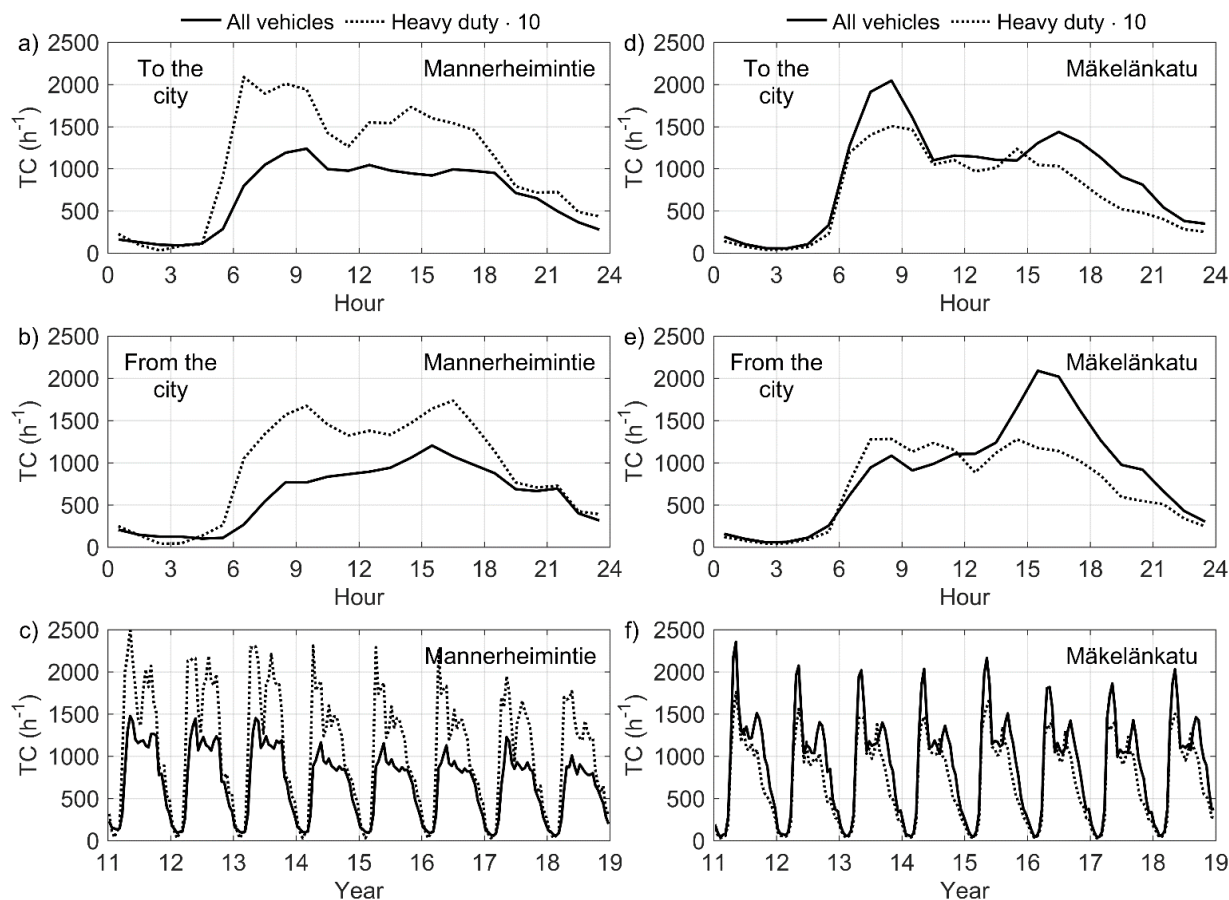 All vehicles Heavy duty · 10
All vehicles Heavy duty · 10
a)
To the
city
Mannerheimintie
TC (h⁻¹)
2500
2000
1500
1000
500
0
0 3 6 9 12 15 18 21 24
Hour
d)
To the
city
Mäkelänkatu
TC (h⁻¹)
2500
2000
1500
1000
500
0
0 3 6 9 12 15 18 21 24
Hour
b)
From the
city
Mannerheimintie
TC (h⁻¹)
2500
2000
1500
1000
500
0
0 3 6 9 12 15 18 21 24
Hour
e)
From the
city
Mäkelänkatu
TC (h⁻¹)
2500
2000
1500
1000
500
0
0 3 6 9 12 15 18 21 24
Hour
c)
Mannerheimintie
TC (h⁻¹)
2500
2000
1500
1000
500
0
11 12 13 14 15 16 17 18 19
Year
f)
Mäkelänkatu
TC (h⁻¹)
2500
2000
1500
1000
500
0
11 12 13 14 15 16 17 18 19
Year